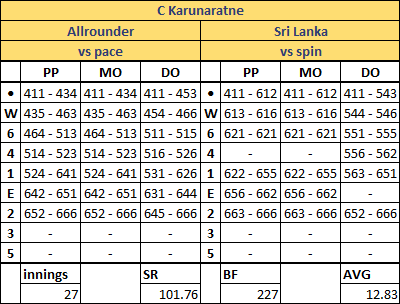 C Karunaratne
Allrounder Sri Lanka
vs pace vs spin
PP MO DO PP MO DO
• 411 - 434 411 - 434 411 - 453 • 411 - 612 411 - 612 411 - 543
W 435 - 463 435 - 463 454 - 466 W 613 - 616 613 - 616 544 - 546
6 464 - 513 464 - 513 511 - 515 6 621 - 621 621 - 621 551 - 555
4 514 - 523 514 - 523 516 - 526 4 - - 556 - 562
1 524 - 641 524 - 641 531 - 626 1 622 - 655 622 - 655 563 - 651
E 642 - 651 642 - 651 631 - 644 E 656 - 662 656 - 662 -
2 652 - 666 652 - 666 645 - 666 2 663 - 666 663 - 666 652 - 666
3 - - - 3 - - -
5 - - - 5 - - -
innings SR BF AVG
27 101.76 227 12.83